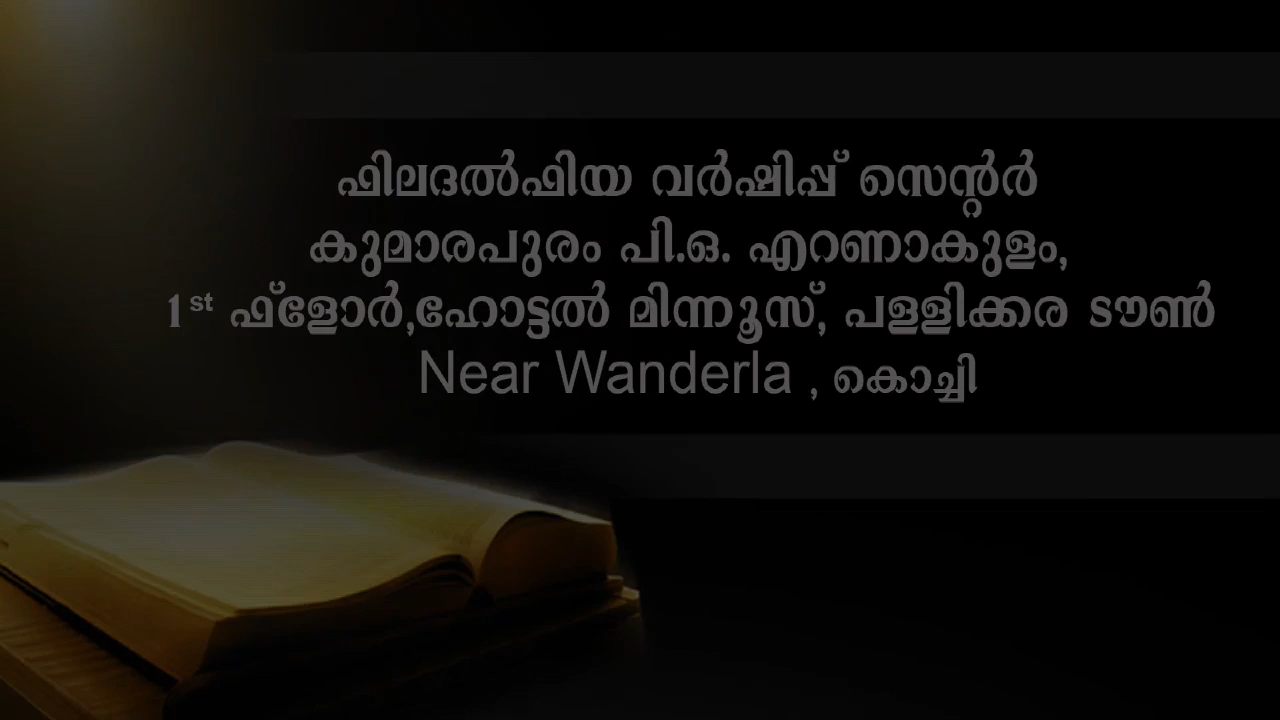 ഫിലദൽഫിയ വർഷിപ്പ് സെന്റർ
കുമാരപുരം പി.ഒ. എറണാകുളം,
1st ഫ്ളോർ,ഹോട്ടൽ മിന്നൂസ്, പള്ളിക്കര ടൗൺ
Near Wanderla , കൊച്ചി